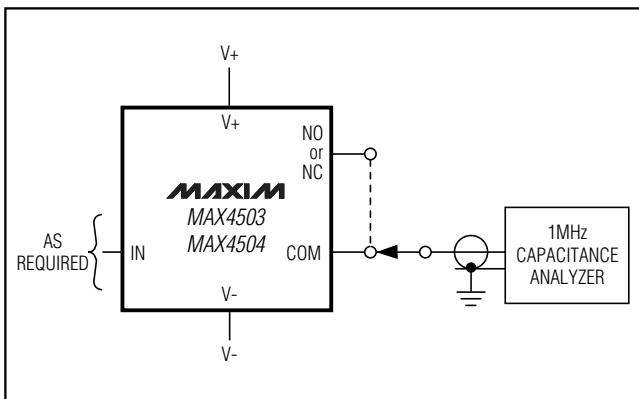 V+
V+
NO
or
NC
MAXIM
MAX4503
MAX4504
AS
REQUIRED
IN
COM
1MHz
CAPACITANCE
ANALYZER
V-
V-